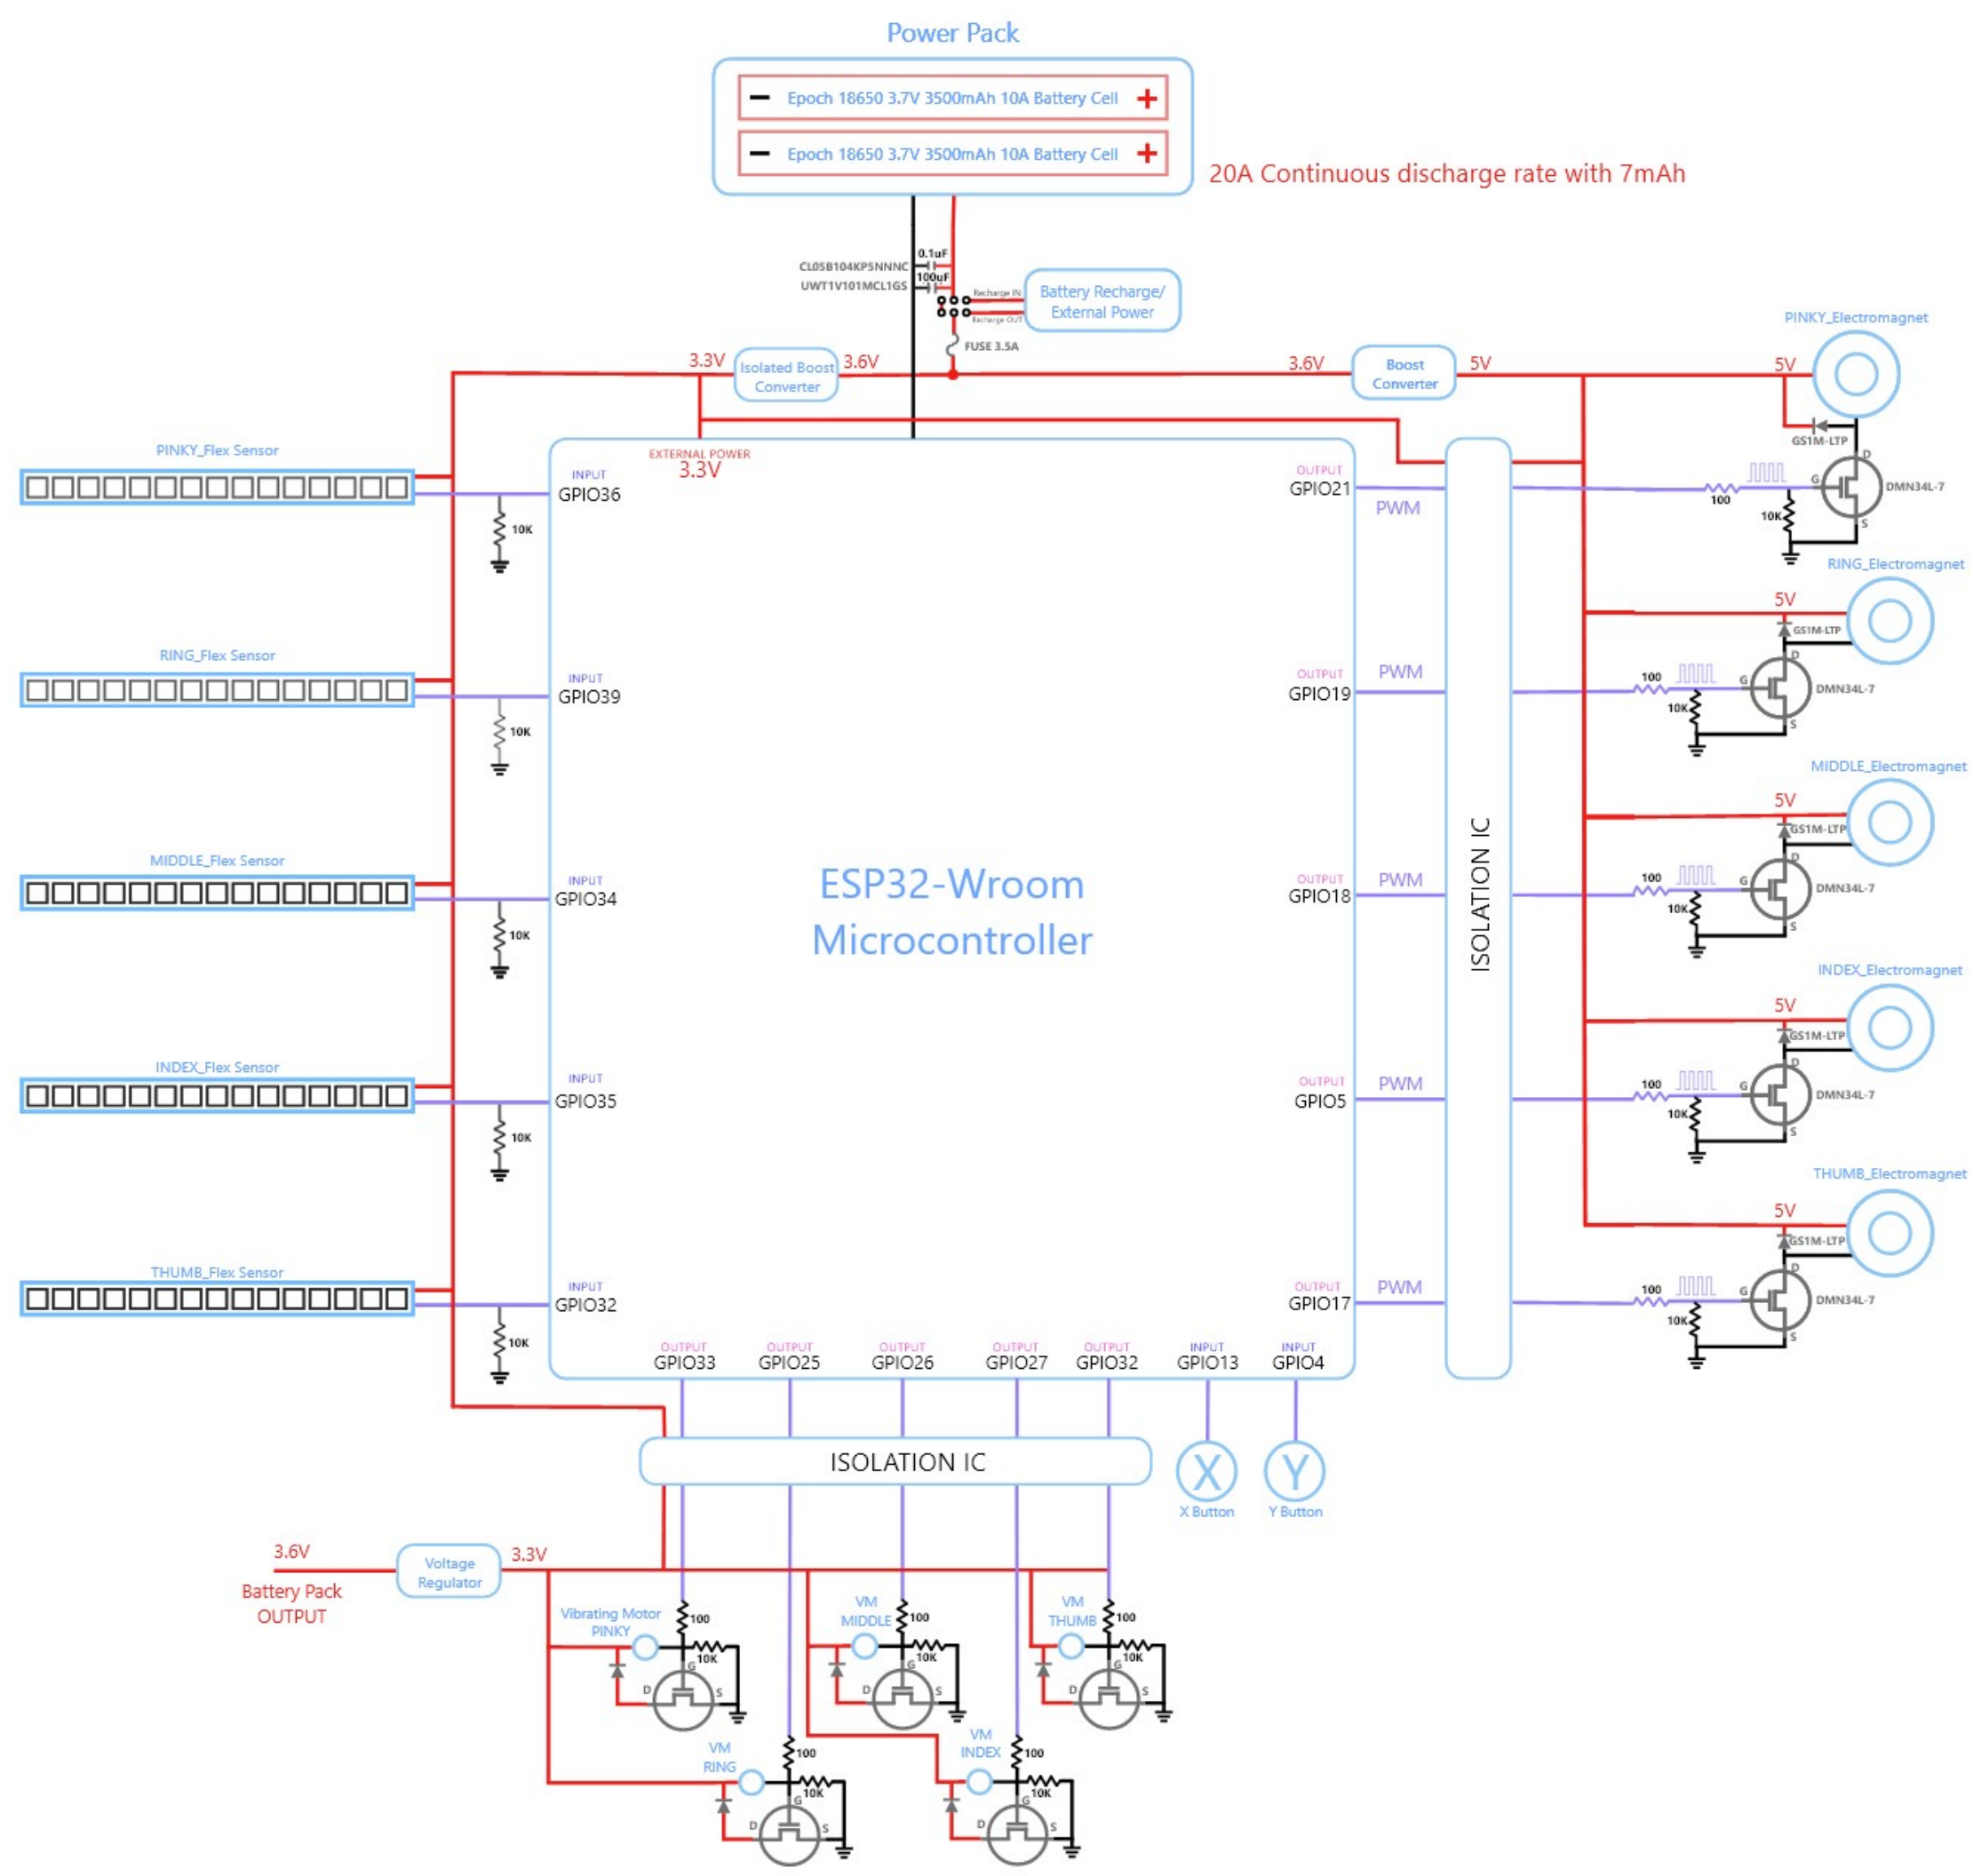 Power Pack
Epoch 18650 3.7V 3500mAh 10A Battery Cell
Epoch 18650 3.7V 3500mAh 10A Battery Cell
20A Continuous discharge rate with 7mAh
0.1uF
CL05B104KP5NNNC
100uF
UWT1V101MCL1GS
Recharge IN
Recharge OUT
Battery Recharge/
External Power
FUSE 3.5A
3.3V
Isolated Boost
Converter
3.6V
3.6V
Boost
Converter
5V
5V
PINKY_Electromagnet
GS1M-LTP
D
G
S
DMN34L-7
100
10K
EXTERNAL POWER
3.3V
PINKY_Flex Sensor
INPUT
GPIO36
10K
OUTPUT
GPIO21
PWM
RING_Electromagnet
5V
GS1M-LTP
D
G
S
DMN34L-7
100
10K
RING_Flex Sensor
INPUT
GPIO39
10K
OUTPUT
GPIO19
PWM
MIDDLE_Electromagnet
5V
GS1M-LTP
D
G
S
DMN34L-7
100
10K
MIDDLE_Flex Sensor
INPUT
GPIO34
10K
ESP32-Wroom
Microcontroller
OUTPUT
GPIO18
PWM
ISOLATION IC
INDEX_Electromagnet
5V
GS1M-LTP
D
G
S
DMN34L-7
100
10K
INDEX_Flex Sensor
INPUT
GPIO35
10K
OUTPUT
GPIO5
PWM
THUMB_Electromagnet
5V
GS1M-LTP
D
G
S
DMN34L-7
100
10K
THUMB_Flex Sensor
INPUT
GPIO32
10K
OUTPUT
GPIO17
PWM
OUTPUT
GPIO33
OUTPUT
GPIO25
OUTPUT
GPIO26
OUTPUT
GPIO27
OUTPUT
GPIO32
INPUT
GPIO13
INPUT
GPIO4
ISOLATION IC
X
X Button
Y
Y Button
3.6V
Battery Pack
OUTPUT
Voltage
Regulator
3.3V
Vibrating Motor
PINKY
100
10K
G
D
S
VM
MIDDLE
100
10K
G
D
S
VM
THUMB
100
10K
G
D
S
VM
RING
100
10K
G
D
S
VM
INDEX
100
10K
G
D
S